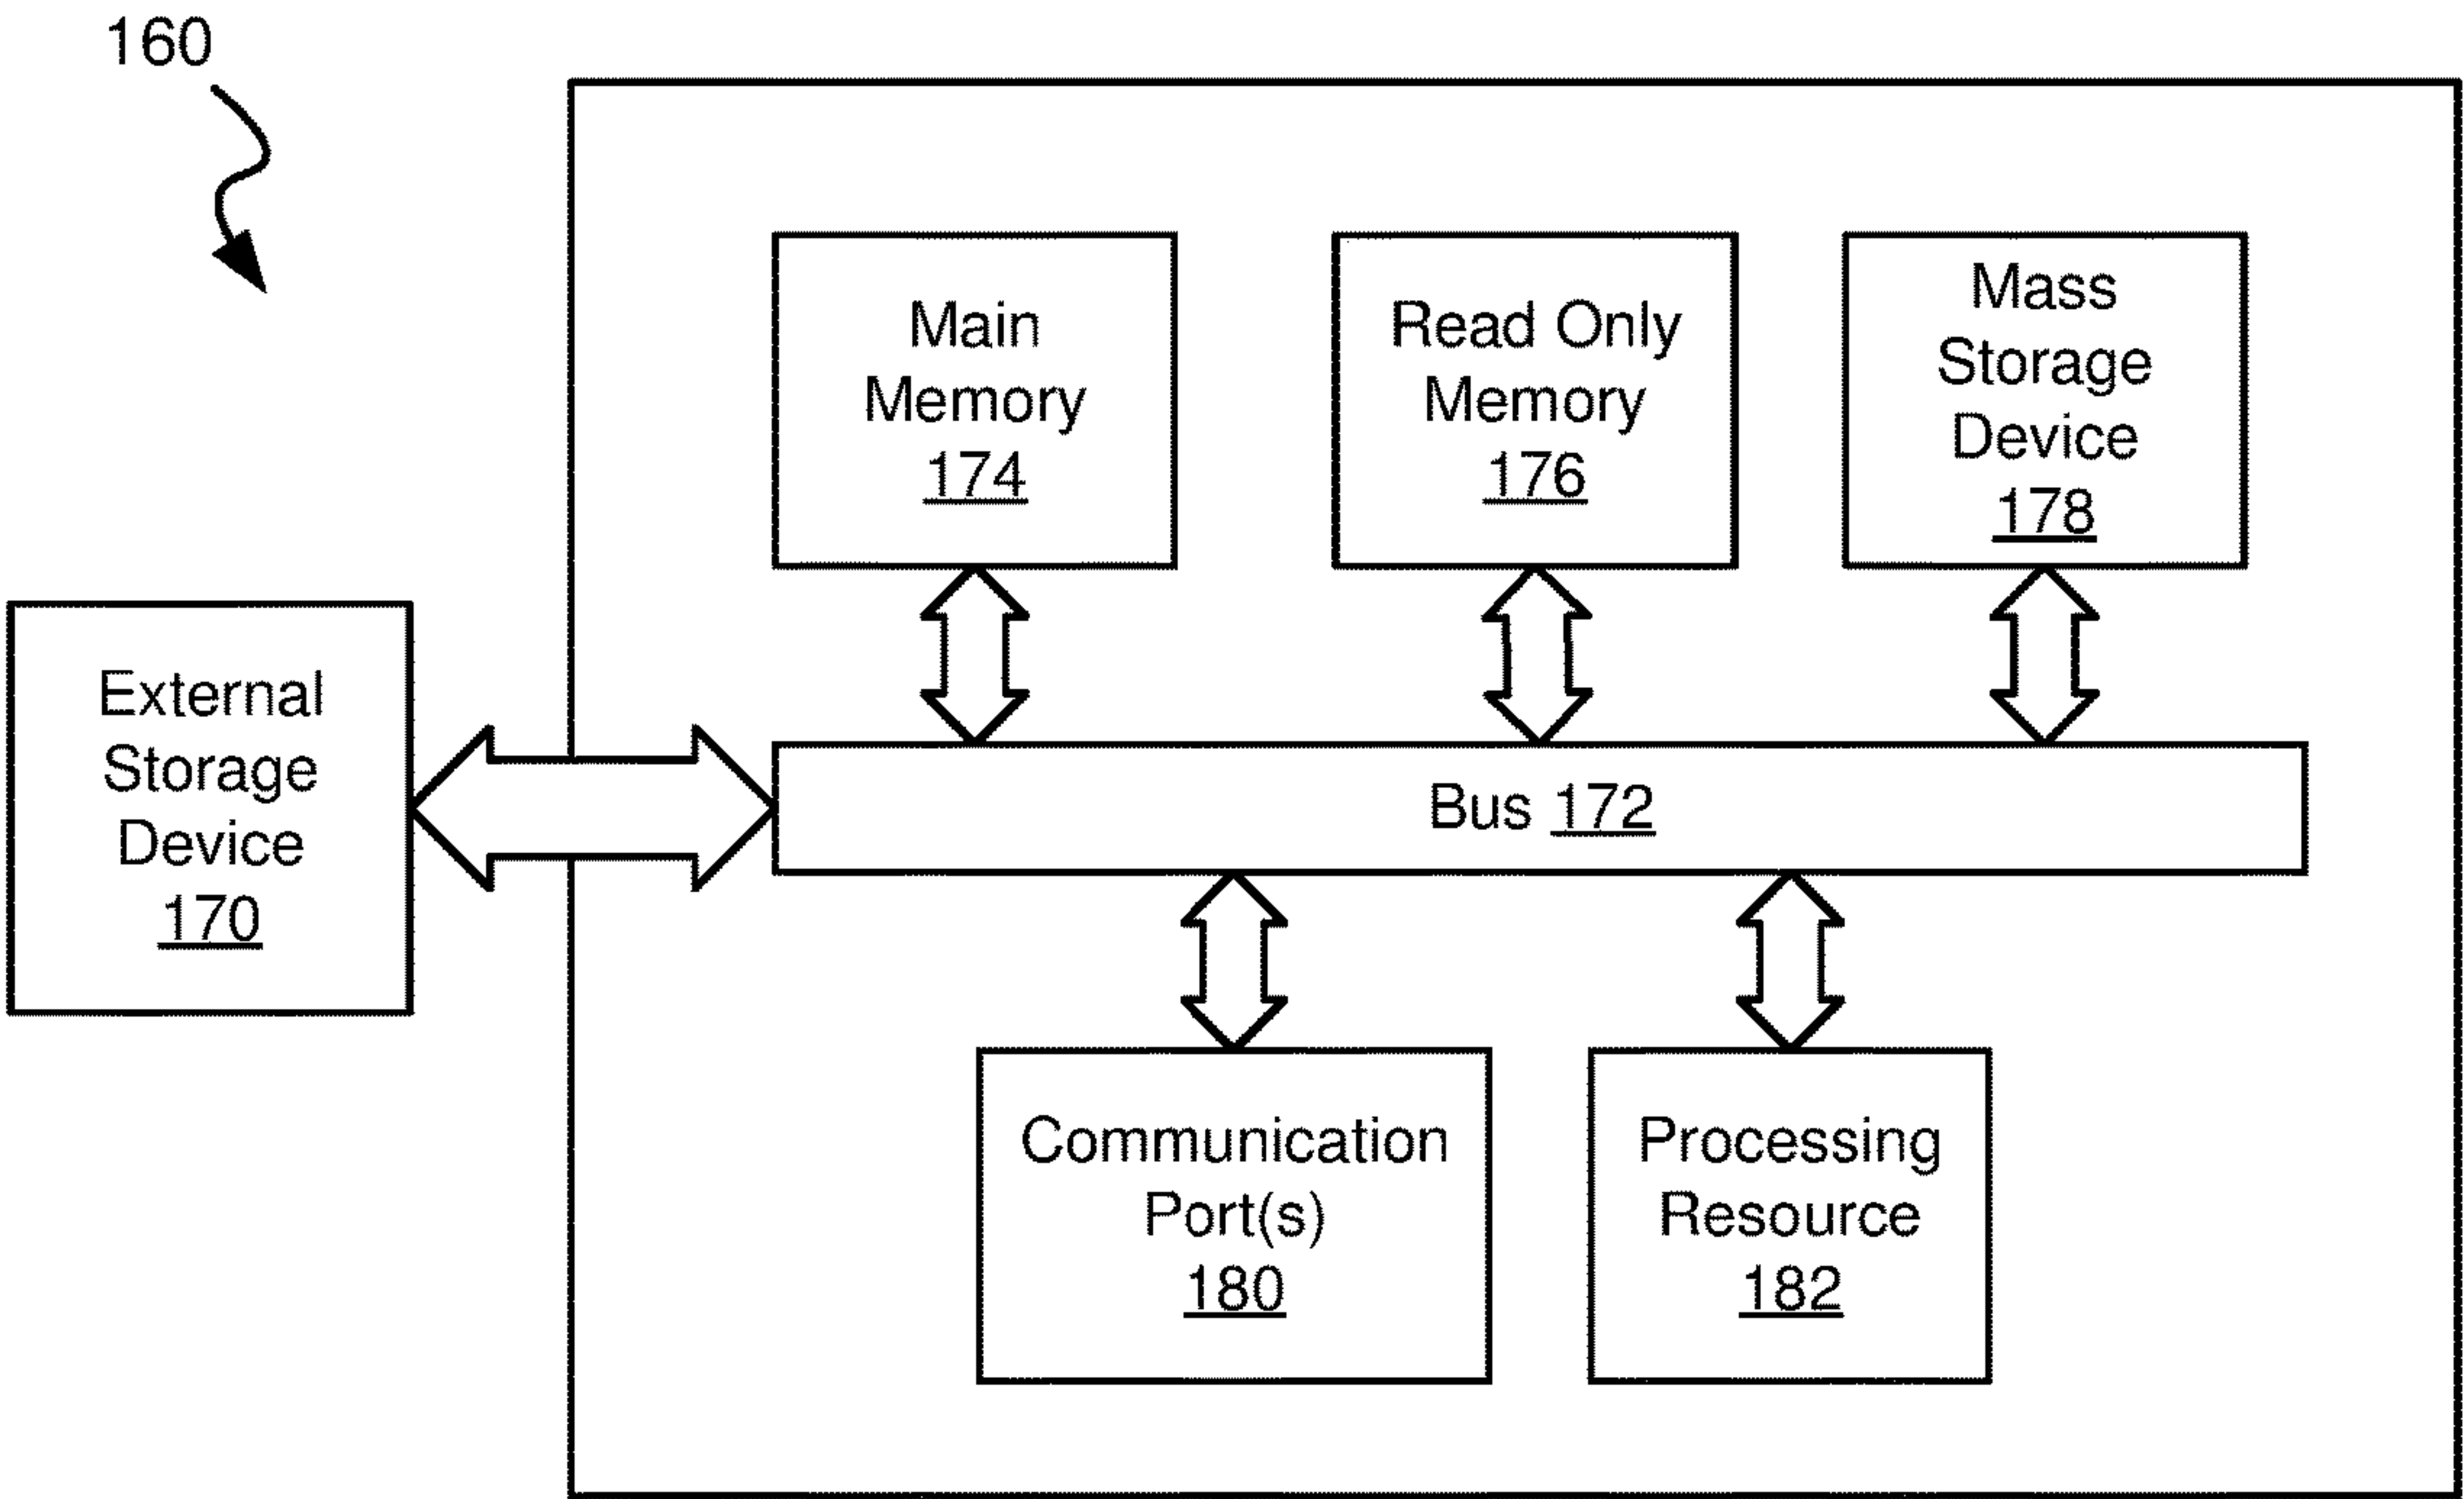 160
Main
Memory
174
Read Only
Memory
176
Mass
Storage
Device
178
External
Storage
Device
170
Bus 172
Communication
Port(s)
180
Processing
Resource
182